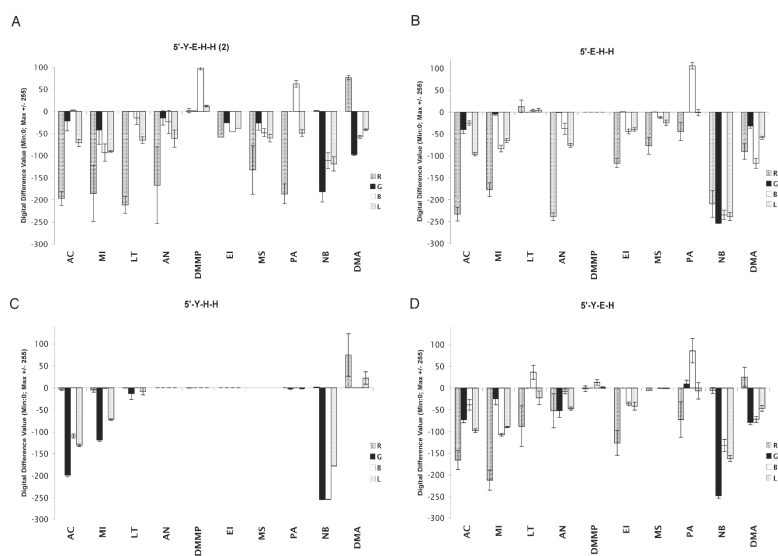 A
5'-Y-E-H-H (2)
Digital Difference Value (Min:0; Max +/- 255)
100
50
0
-50
-100
-150
-200
-250
-300
AC
MI
LT
AN
DMMP
EI
MS
PA
NB
DMA
R
G
B
L
B
5'-E-H-H
Digital Difference Value (Min:0; Max +/- 255)
100
50
0
-50
-100
-150
-200
-250
-300
AC
MI
LT
AN
DMMP
EI
MS
PA
NB
DMA
R
G
B
L
C
5'-Y-H-H
Digital Difference Value (Min:0; Max +/- 255)
100
50
0
-50
-100
-150
-200
-250
-300
AC
MI
LT
AN
DMMP
EI
MS
PA
NB
DMA
R
G
B
L
D
5'-Y-E-H
Digital Difference Value (Min:0; Max +/- 255)
100
50
0
-50
-100
-150
-200
-250
-300
AC
MI
LT
AN
DMMP
EI
MS
PA
NB
DMA
R
G
B
L